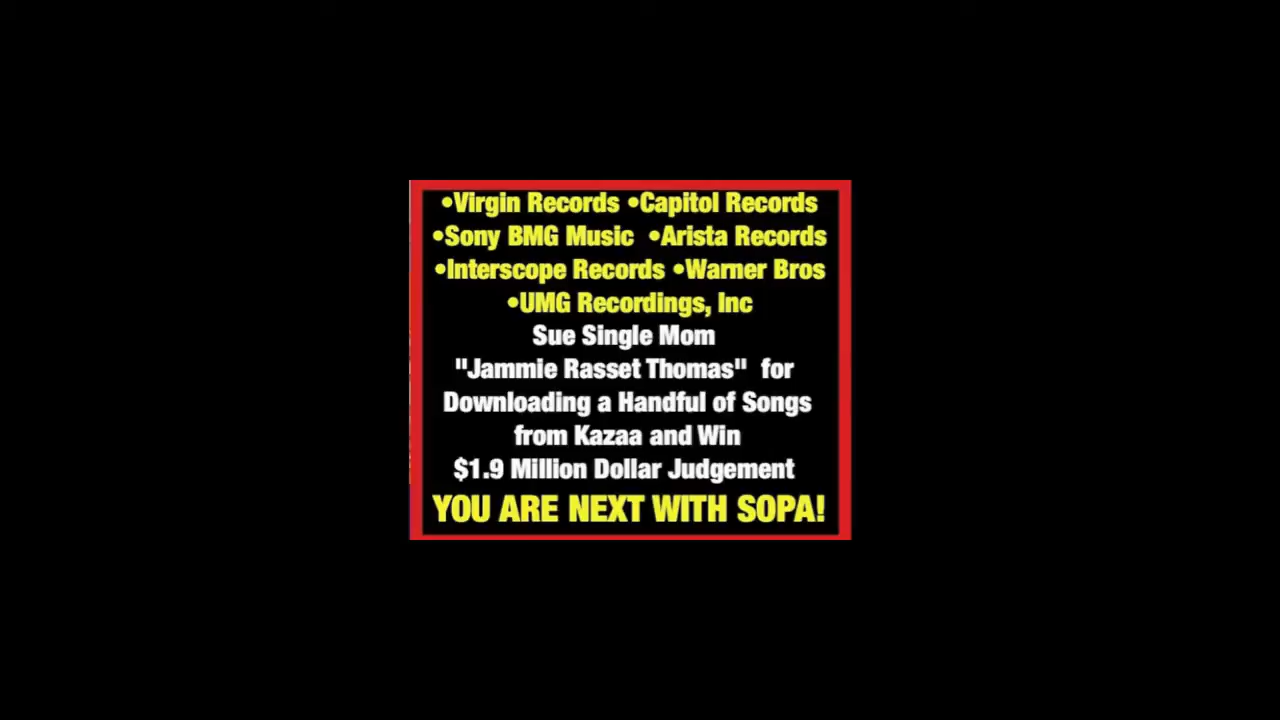 •Virgin Records •Capitol Records
•Sony BMG Music •Arista Records
•Interscope Records •Warner Bros
•UMG Recordings, Inc
Sue Single Mom
"Jammie Rasset Thomas" for
Downloading a Handful of Songs
from Kazaa and Win
$1.9 Million Dollar Judgement
YOU ARE NEXT WITH SOPA!